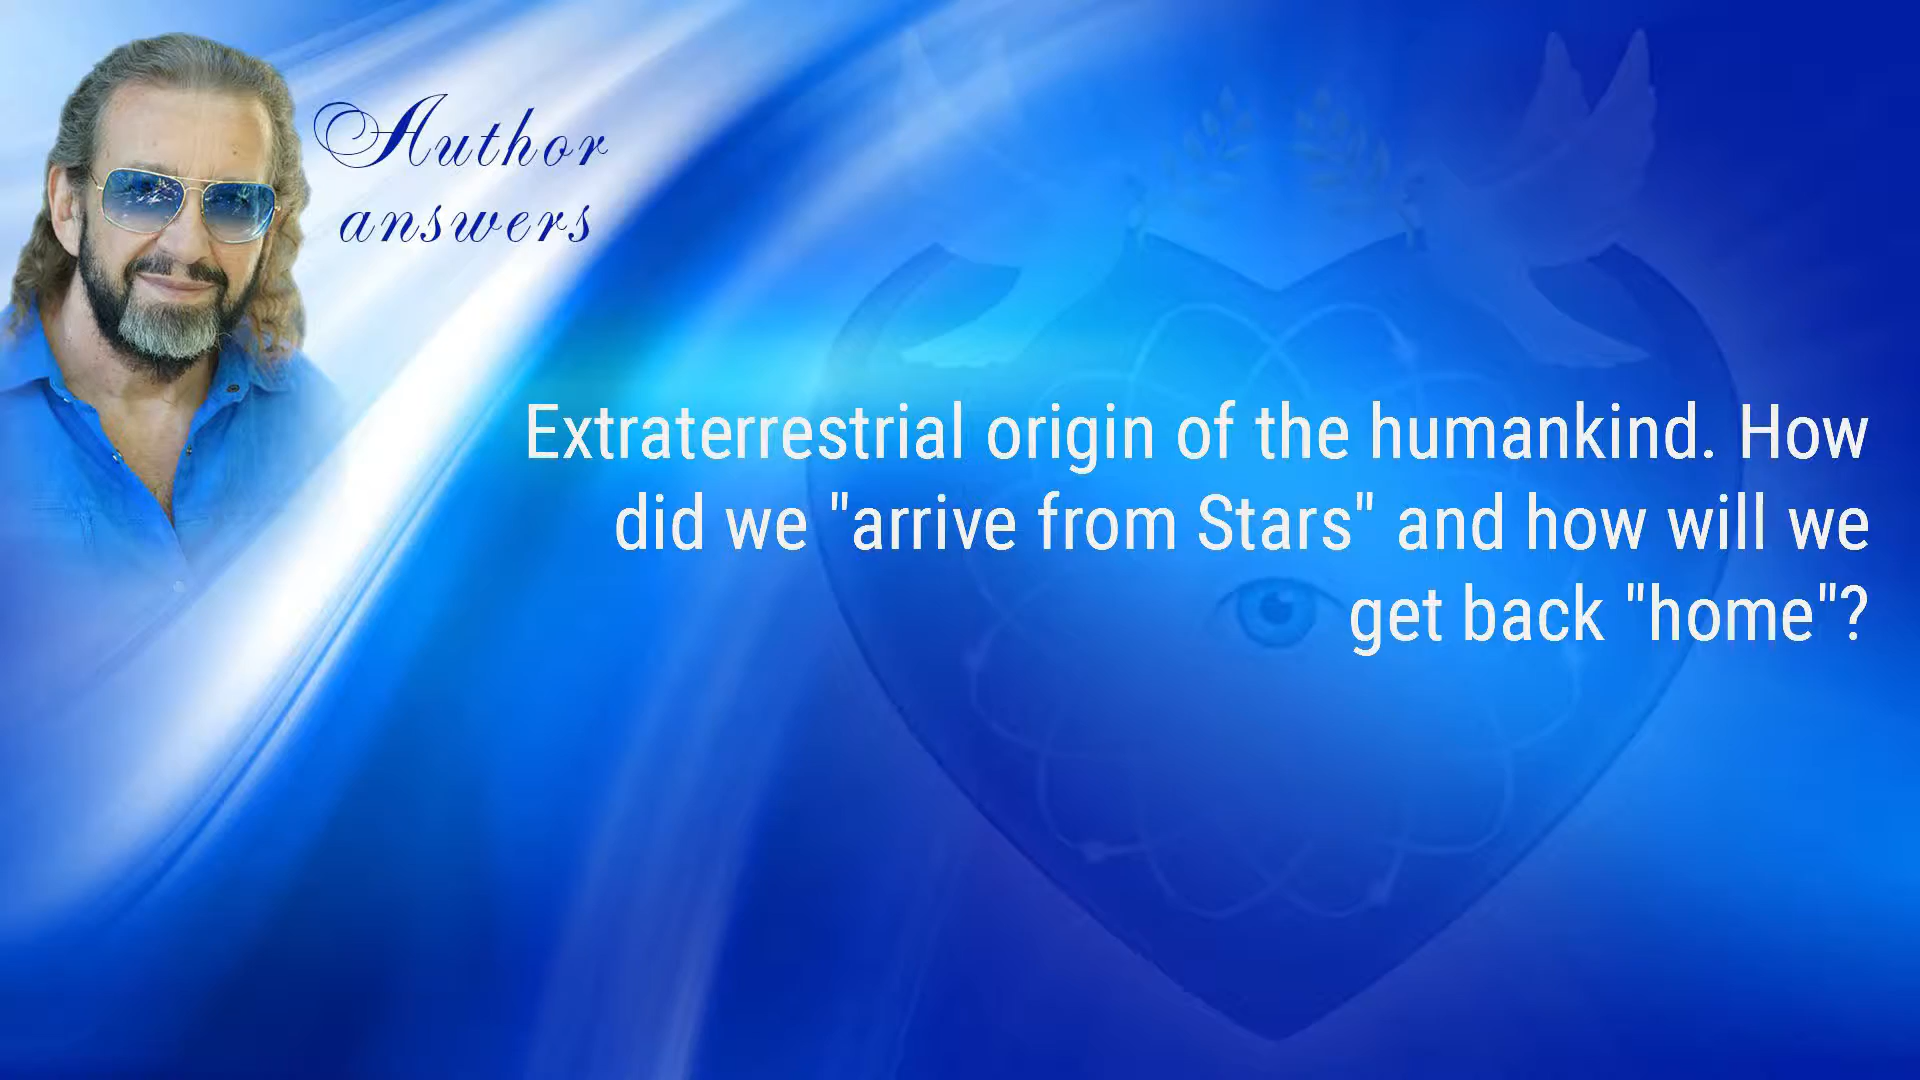 Author
answers
Extraterrestrial origin of the humankind. How
did we "arrive from Stars" and how will we
get back "home"?